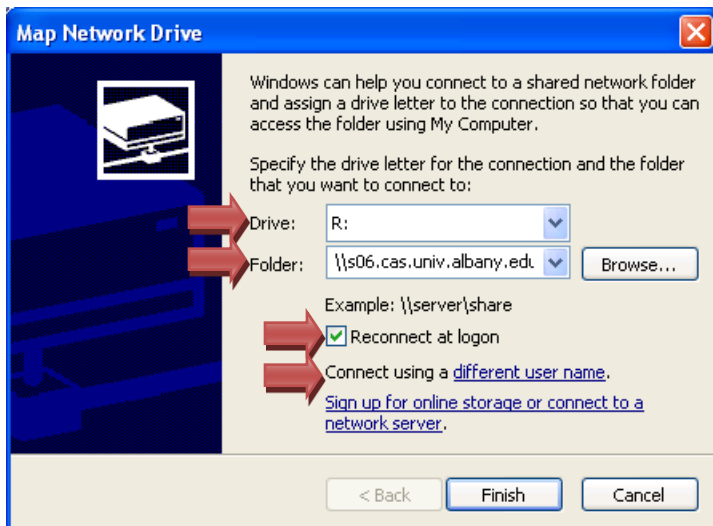 Map Network Drive
Windows can help you connect to a shared network folder
and assign a drive letter to the connection so that you can
access the folder using My Computer.
Specify the drive letter for the connection and the folder
that you want to connect to:
Drive: R:
Folder: \\s06.cas.univ.albany.edu Browse...
Example: \\server\share
Reconnect at logon
Connect using a different user name.
Sign up for online storage or connect to a
network server.
< Back Finish Cancel